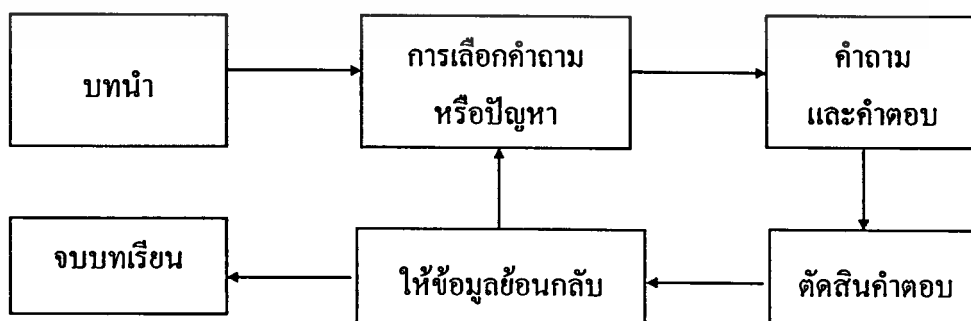 บทนำ
การเลือกคำถาม
หรือปัญหา
คำถาม
และคำตอบ
จบบทเรียน
ให้ข้อมูลย้อนกลับ
ตัดสินคำตอบ